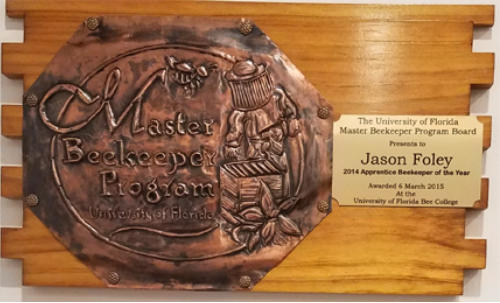 Master
Beekeeper
Program
University of Florida
The University of Florida
Master Beekeeper Program Board
Presents to
Jason Foley
2014 Apprentice Beekeeper of the Year
Awarded 6 March 2015
At the
University of Florida Bee College